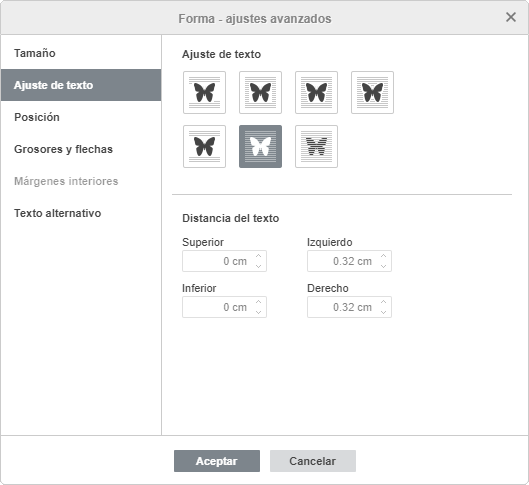 Forma - ajustes avanzados
Tamaño
Ajuste de texto
Posición
Grosores y flechas
Márgenes interiores
Texto alternativo
Ajuste de texto
Distancia del texto
Superior
Izquierdo
0 cm
0.32 cm
Inferior
Derecho
0 cm
0.32 cm
Aceptar
Cancelar